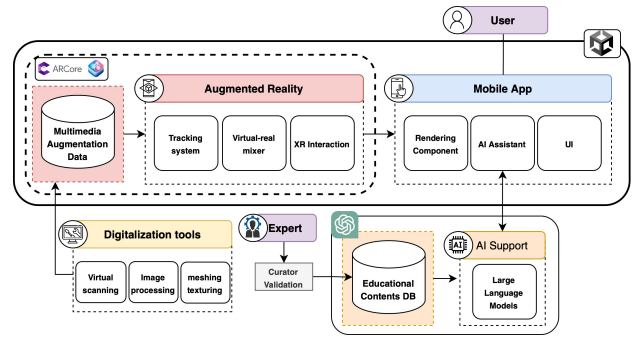 User
ARCore
Augmented Reality
Mobile App
Multimedia
Augmentation
Data
Tracking
system
Virtual-real
mixer
XR Interaction
Rendering
Component
AI Assistant
UI
Digitalization tools
Expert
AI
AI Support
Virtual
scanning
Image
processing
meshing
texturing
Curator
Validation
Educational
Contents DB
Large
Language
Models